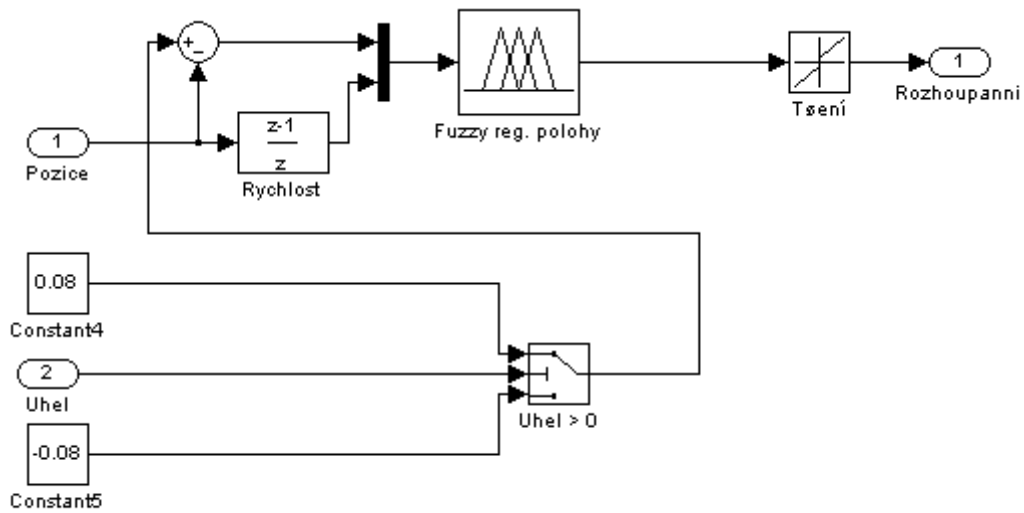 +
-
Fuzzy reg. polohy
Tøení
1
Rozhoupanni
1
Pozice
z-1
z
Rychlost
0.08
Constant4
2
Uhel
Uhel > 0
-0.08
Constant5